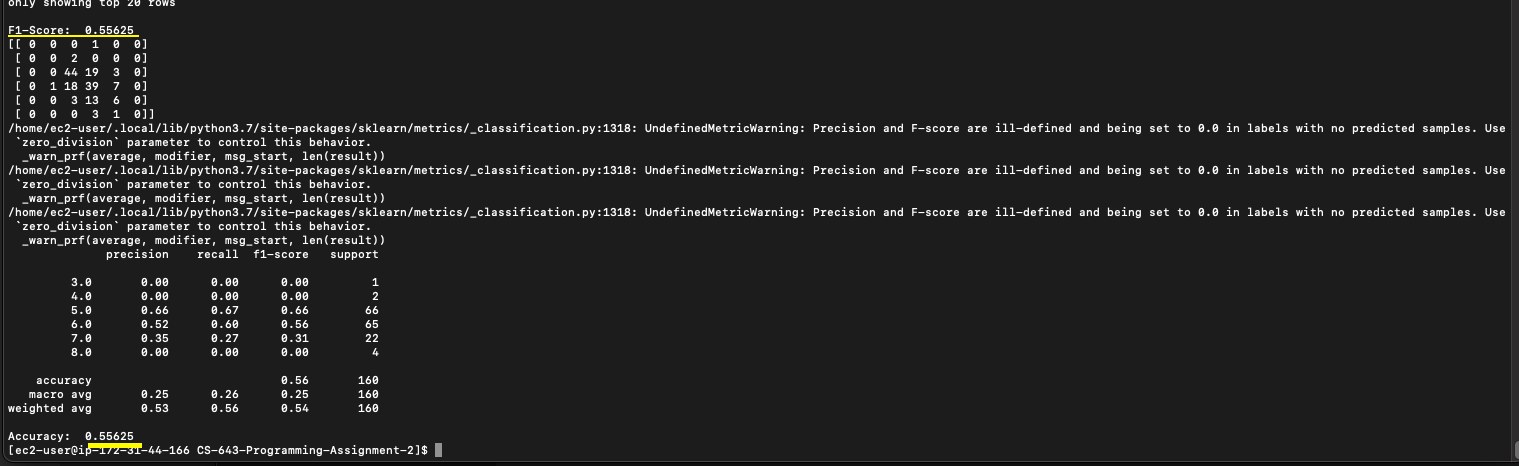 only showing top 20 rows
F1-Score:  0.55625
[[ 0  0  0  1  0  0]
 [ 0  0  2  0  0  0]
 [ 0  0 44 19  3  0]
 [ 0  1 18 39  7  0]
 [ 0  0  3 13  6  0]
 [ 0  0  0  3  1  0]]
/home/ec2-user/.local/lib/python3.7/site-packages/sklearn/metrics/_classification.py:1318: UndefinedMetricWarning: Precision and F-score are ill-defined and being set to 0.0 in labels with no predicted samples. Use
 `zero_division` parameter to control this behavior.
  _warn_prf(average, modifier, msg_start, len(result))
/home/ec2-user/.local/lib/python3.7/site-packages/sklearn/metrics/_classification.py:1318: UndefinedMetricWarning: Precision and F-score are ill-defined and being set to 0.0 in labels with no predicted samples. Use
 `zero_division` parameter to control this behavior.
  _warn_prf(average, modifier, msg_start, len(result))
/home/ec2-user/.local/lib/python3.7/site-packages/sklearn/metrics/_classification.py:1318: UndefinedMetricWarning: Precision and F-score are ill-defined and being set to 0.0 in labels with no predicted samples. Use
 `zero_division` parameter to control this behavior.
  _warn_prf(average, modifier, msg_start, len(result))
              precision    recall  f1-score   support
         3.0       0.00      0.00      0.00         1
         4.0       0.00      0.00      0.00         2
         5.0       0.66      0.67      0.66        66
         6.0       0.52      0.60      0.56        65
         7.0       0.35      0.27      0.31        22
         8.0       0.00      0.00      0.00         4
    accuracy                           0.56       160
   macro avg       0.25      0.26      0.25       160
weighted avg       0.53      0.56      0.54       160
Accuracy:  0.55625
[ec2-user@ip-172-31-44-166 CS-643-Programming-Assignment-2]$